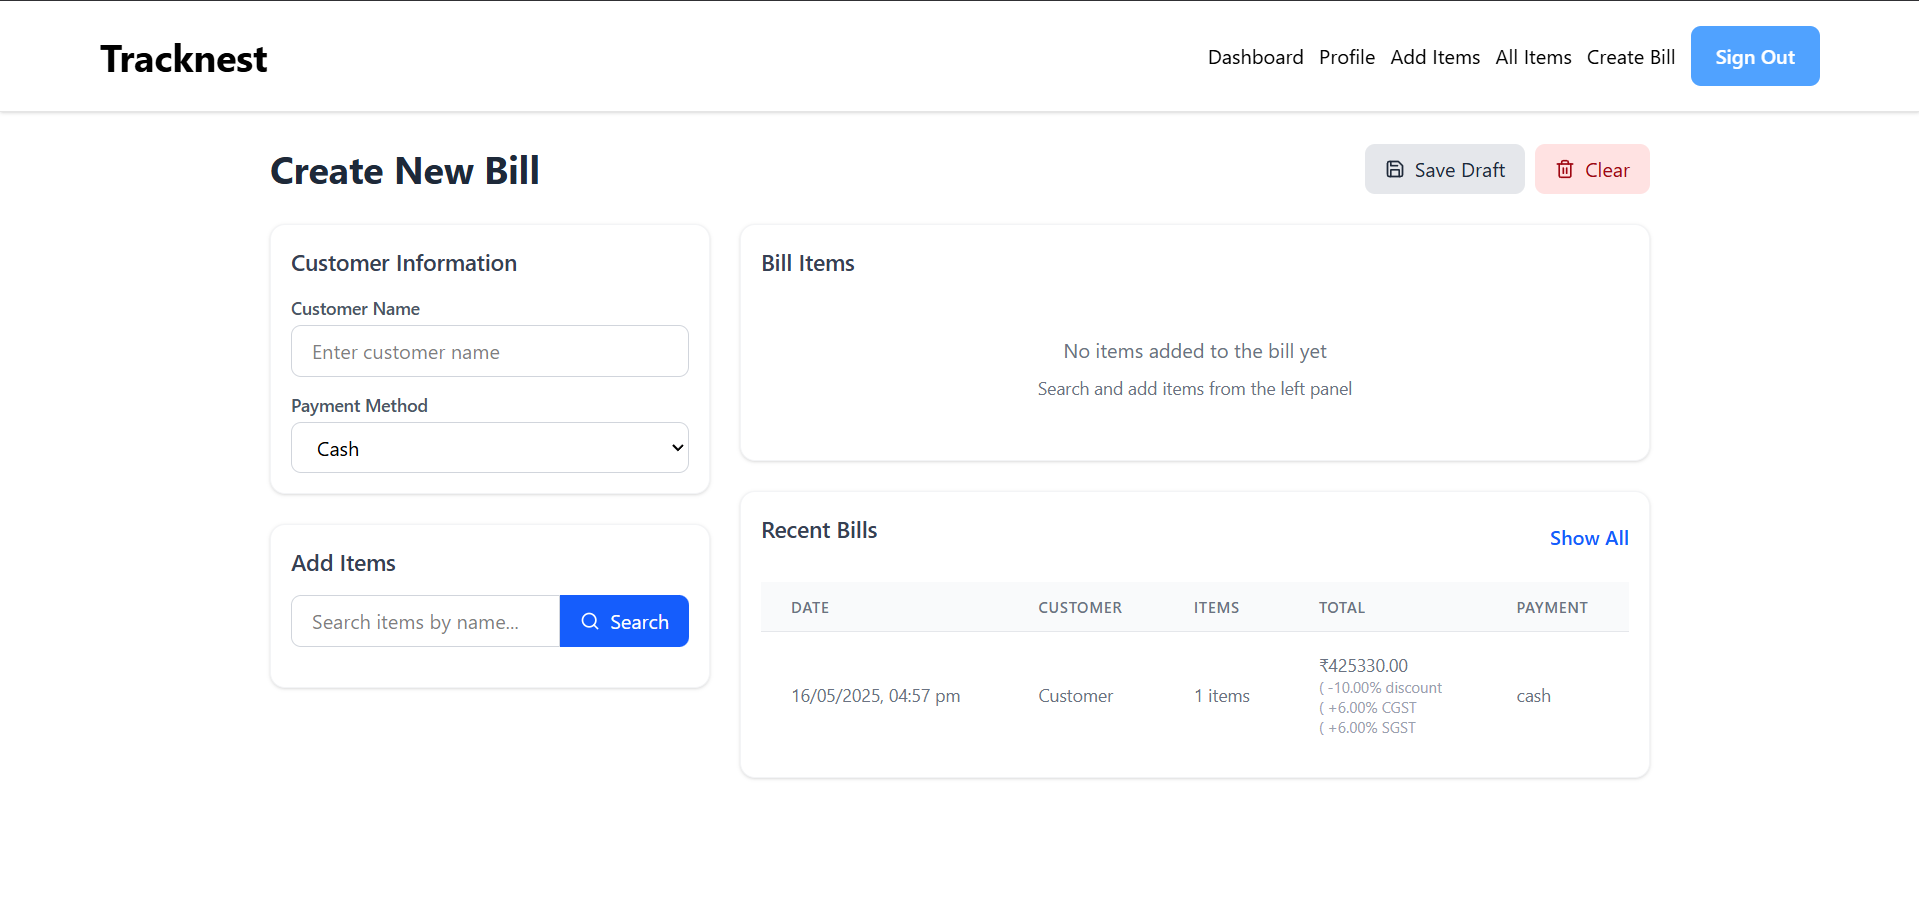 Tracknest
Dashboard Profile Add Items All Items Create Bill Sign Out
Create New Bill
Save Draft Clear
Customer Information
Customer Name
Enter customer name
Payment Method
Cash
Add Items
Search items by name... Search
Bill Items
No items added to the bill yet
Search and add items from the left panel
Recent Bills
Show All
DATE CUSTOMER ITEMS TOTAL PAYMENT
16/05/2025, 04:57 pm Customer 1 items ₹425330.00 cash
( -10.00% discount
( +6.00% CGST
( +6.00% SGST